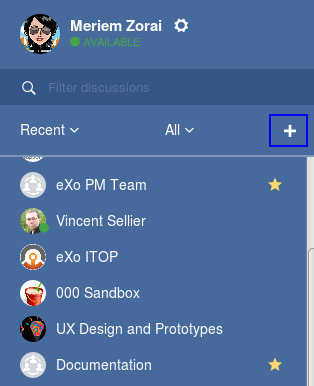 Meriem Zorai
AVAILABLE
Filter discussions
Recent All
eXo PM Team
Vincent Sellier
eXo ITOP
000 Sandbox
UX Design and Prototypes
Documentation